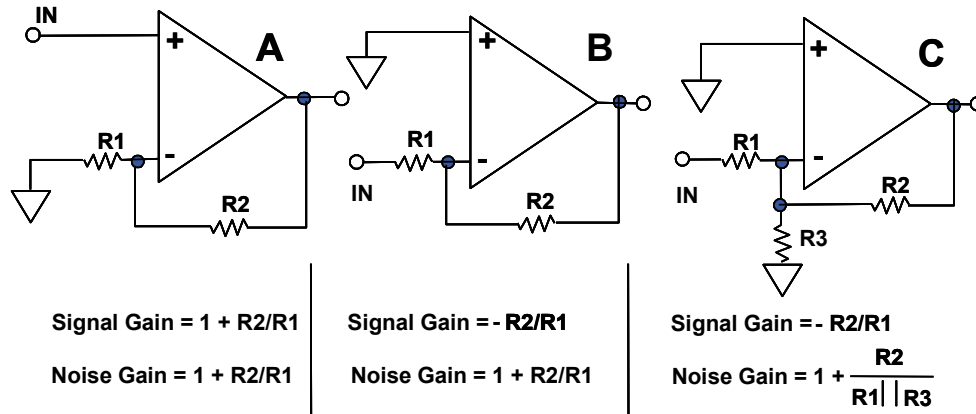 IN
+
A
R1
-
R2
Signal Gain = 1 + R2/R1
Noise Gain = 1 + R2/R1
+
B
R1
-
IN
R2
Signal Gain = - R2/R1
Noise Gain = 1 + R2/R1
+
C
R1
-
IN
R2
R3
Signal Gain = - R2/R1
Noise Gain = 1 + R2
R1||R3